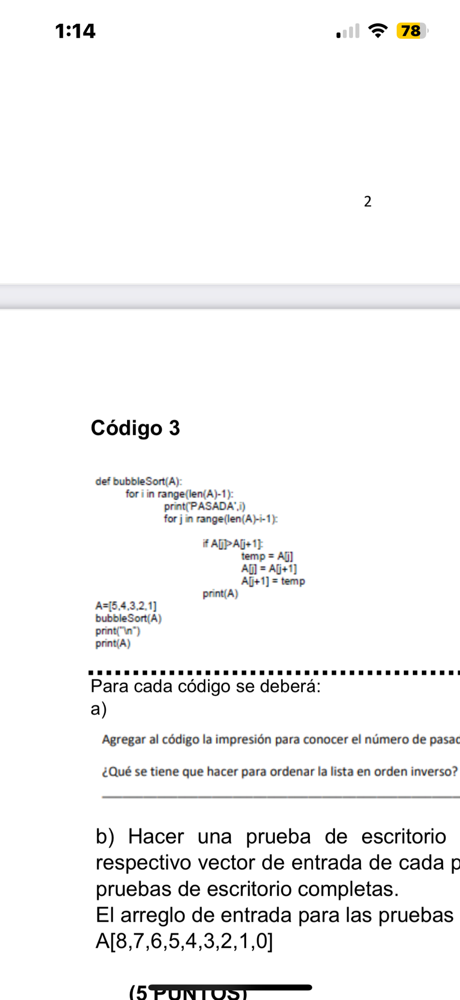 1:14
78
2
Código 3
def bubbleSort(A):
for i in range(len(A)-1):
print('PASADA',i)
for j in range(len(A)-i-1):
if A[j]>A[j+1]:
temp = A[j]
A[j] = A[j+1]
A[j+1] = temp
print(A)
A=[5,4,3,2,1]
bubbleSort(A)
print("\n")
print(A)
Para cada código se deberá:
a)
Agregar al código la impresión para conocer el número de pasad
¿Qué se tiene que hacer para ordenar la lista en orden inverso?
b) Hacer una prueba de escritorio
respectivo vector de entrada de cada p
pruebas de escritorio completas.
El arreglo de entrada para las pruebas
A[8,7,6,5,4,3,2,1,0]
(5 PUNTOS)